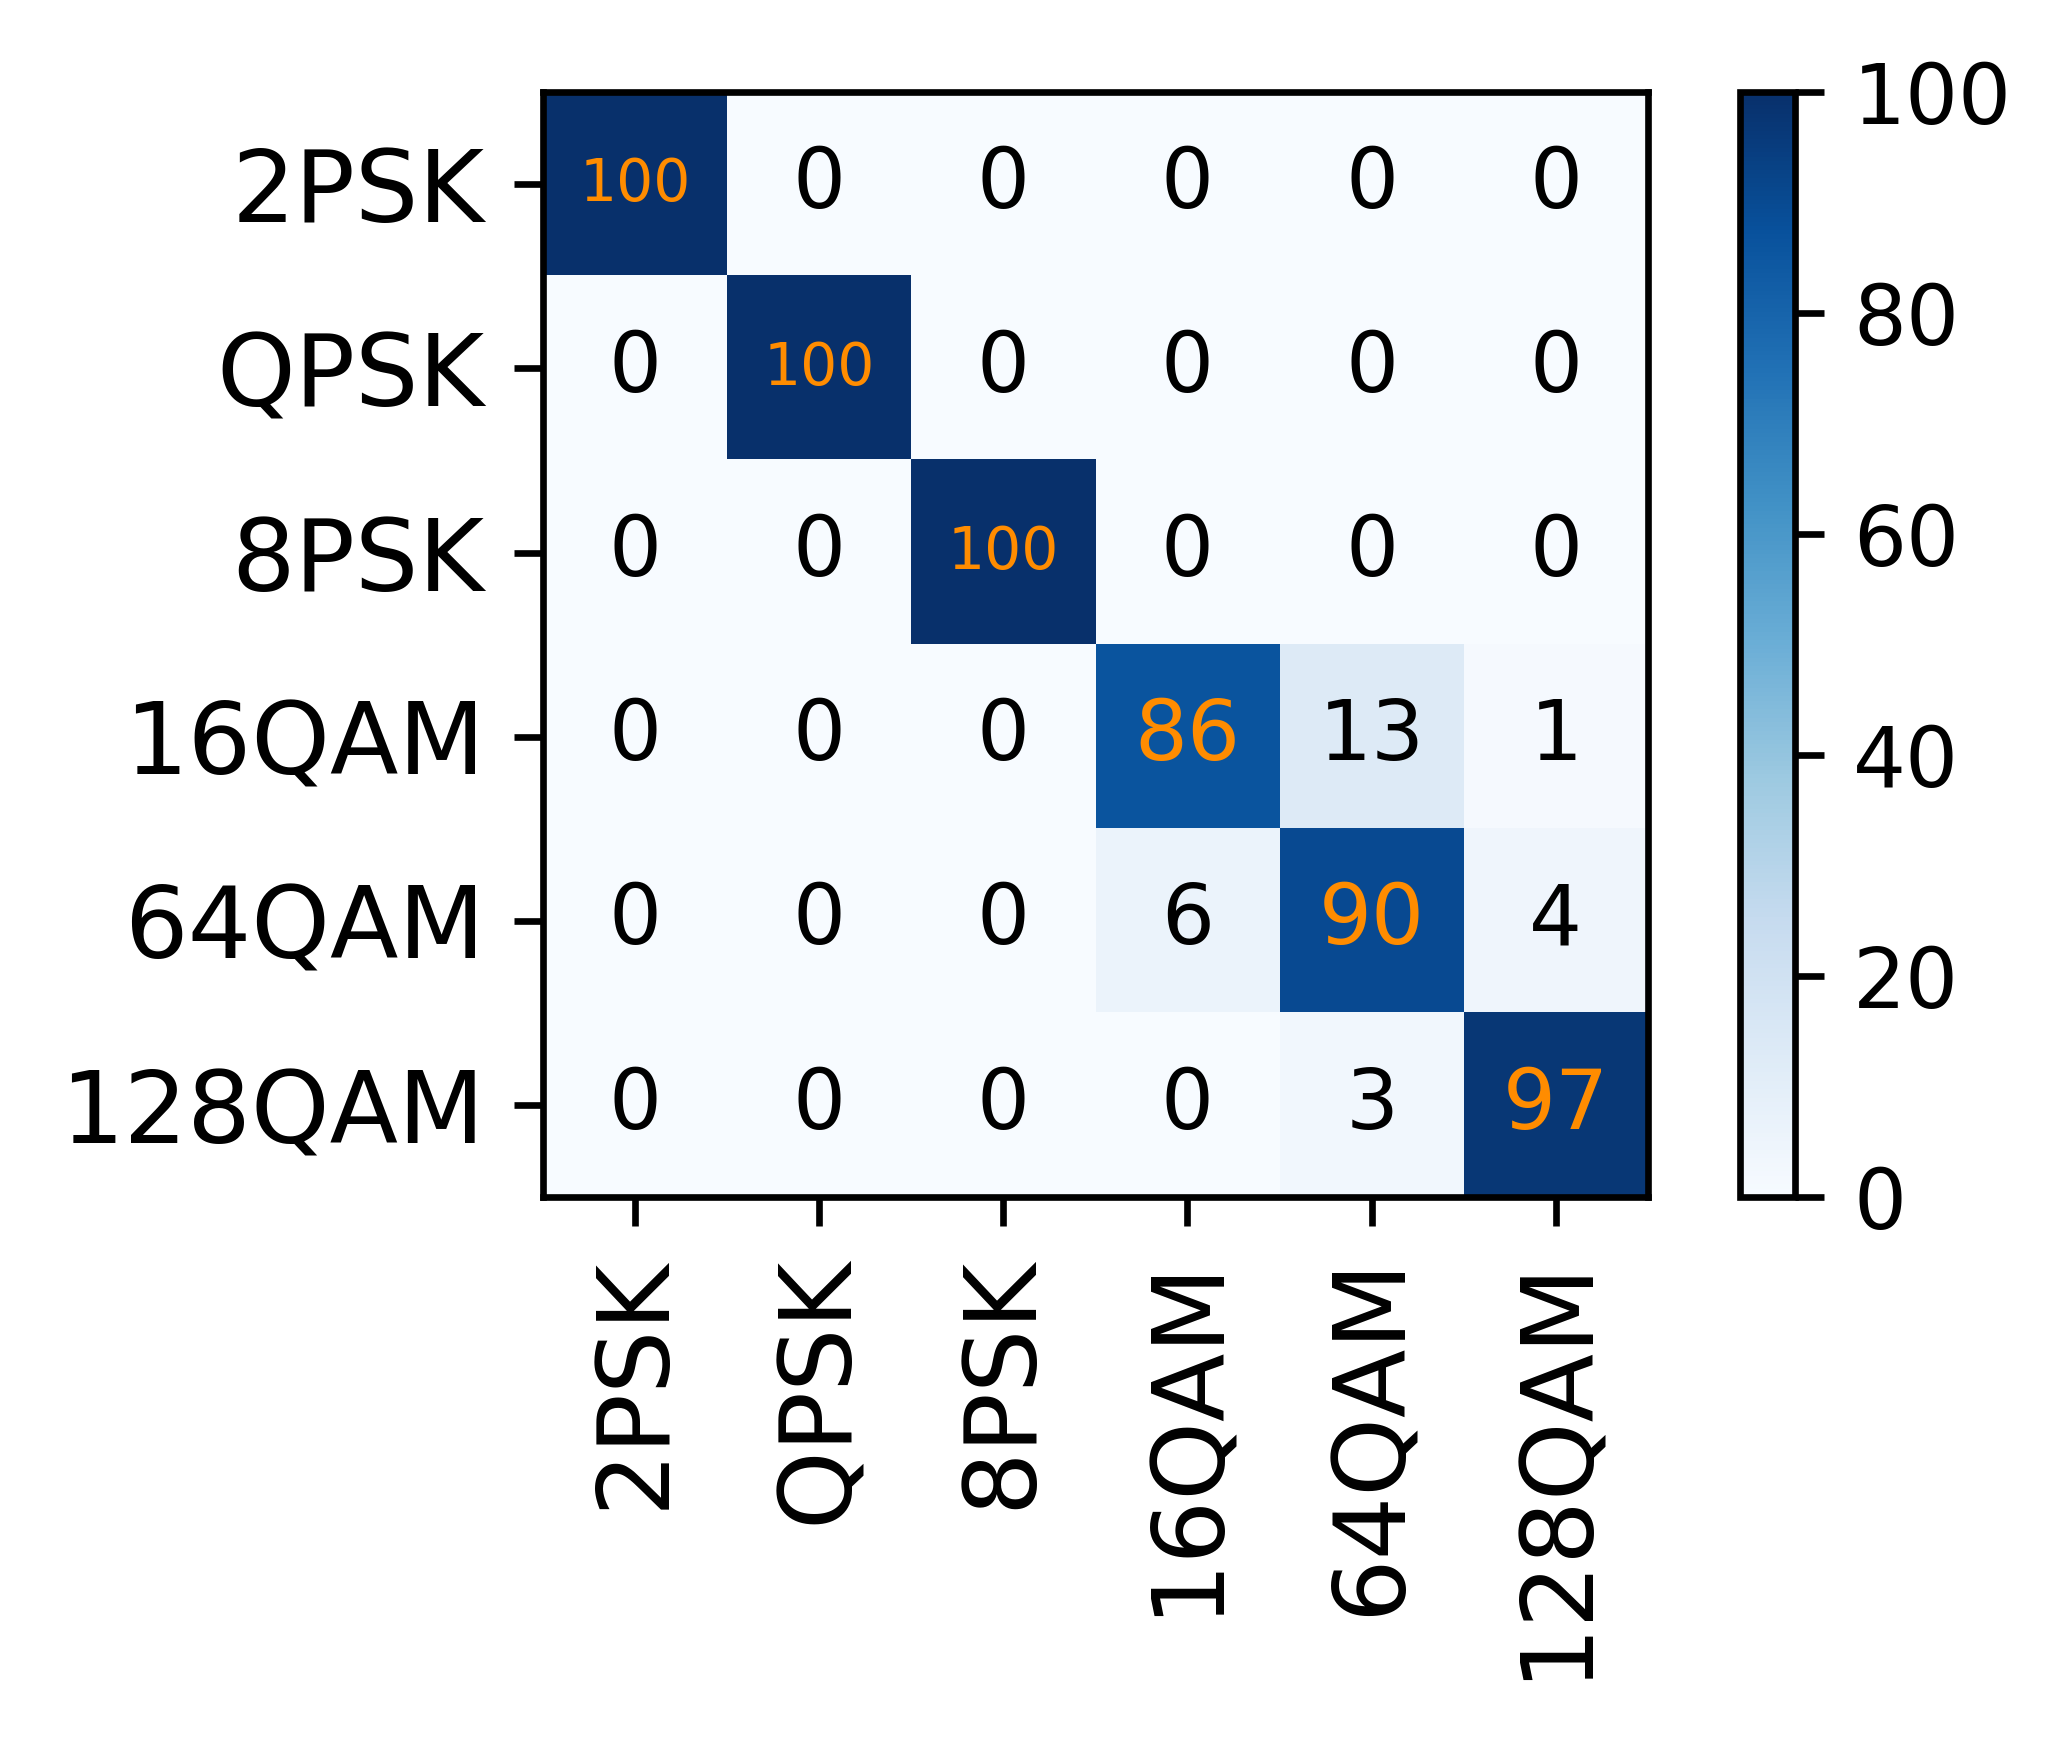 2PSK 100 0 0 0 0 0
QPSK 0 100 0 0 0 0
8PSK 0 0 100 0 0 0
16QAM 0 0 0 86 13 1
64QAM 0 0 0 6 90 4
128QAM 0 0 0 0 3 97
2PSK QPSK 8PSK 16QAM 64QAM 128QAM
100
80
60
40
20
0